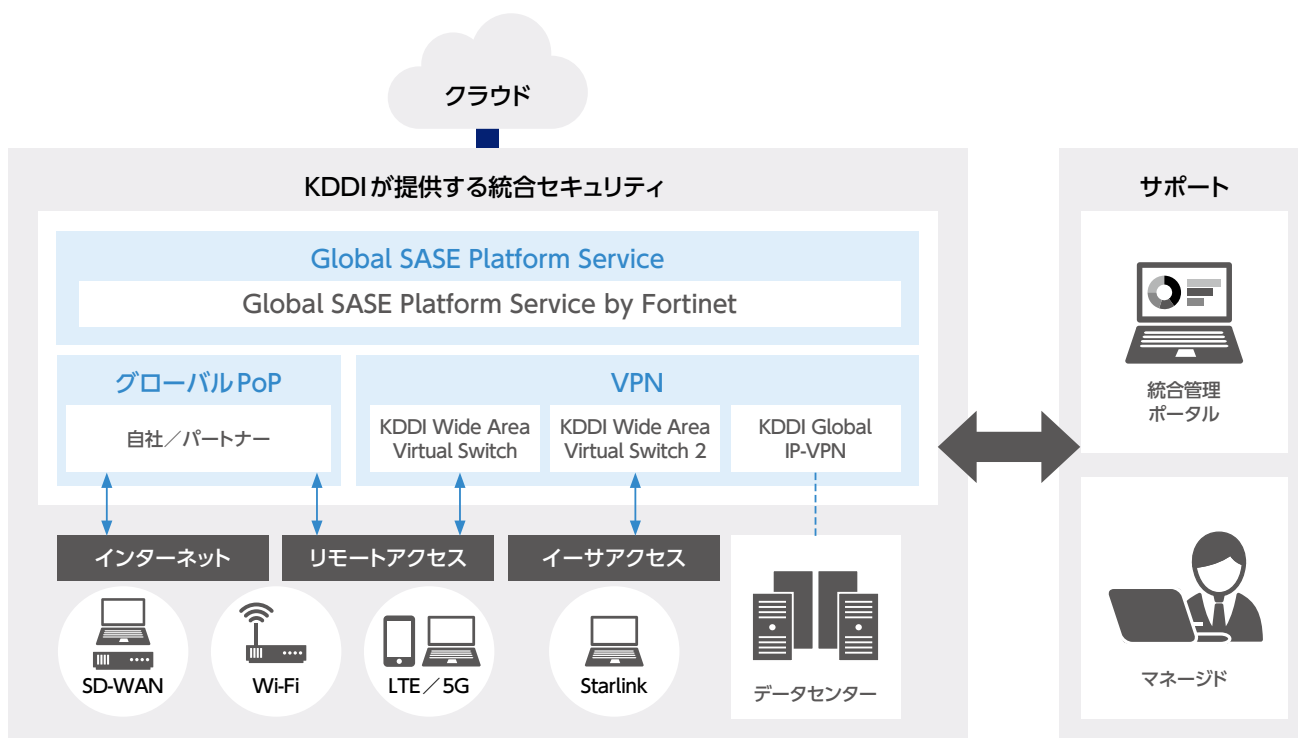 クラウド
KDDIが提供する統合セキュリティ
Global SASE Platform Service
Global SASE Platform Service by Fortinet
グローバルPoP
自社／パートナー
VPN
KDDI Wide Area
Virtual Switch
KDDI Wide Area
Virtual Switch 2
KDDI Global
IP-VPN
インターネット
リモートアクセス
イーサアクセス
SD-WAN
Wi-Fi
LTE／5G
Starlink
データセンター
サポート
統合管理
ポータル
マネージド